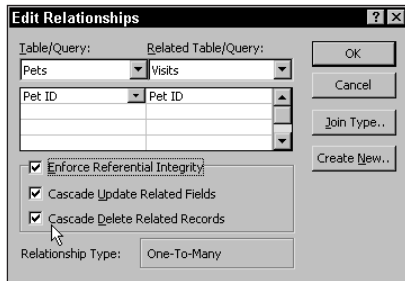 Edit Relationships
Table/Query: Related Table/Query:
Pets Visits
Pet ID Pet ID
OK
Cancel
Join Type..
Create New..
Enforce Referential Integrity
Cascade Update Related Fields
Cascade Delete Related Records
Relationship Type: One-To-Many